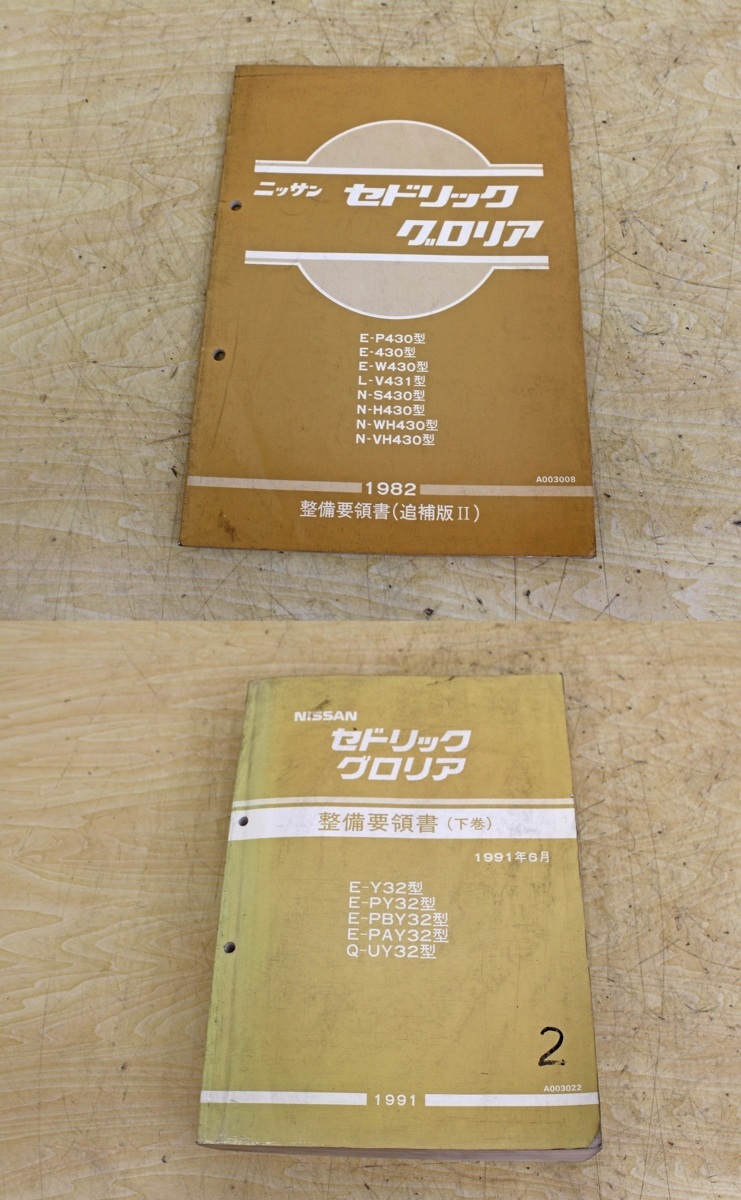 ニッサン セドリック
グロリア
E-P430型
E-430型
E-W430型
L-V431型
N-S430型
N-H430型
N-WH430型
N-VH430型
A003008
1982
整備要領書(追補版II)
NISSAN
セドリック
グロリア
整備要領書(下巻)
1991年6月
E-Y32型
E-PY32型
E-PBY32型
E-PAY32型
Q-UY32型
2
A003022
1991